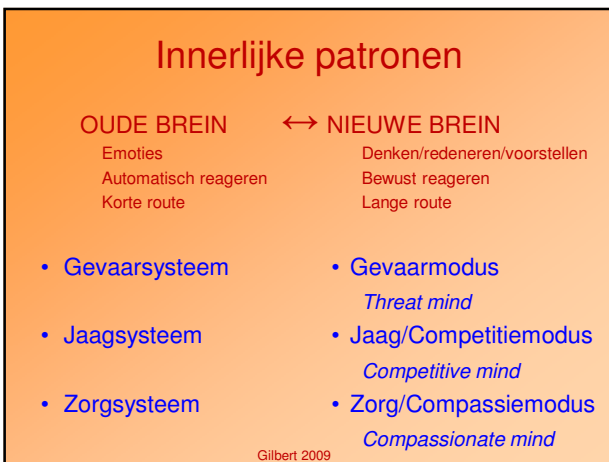 Innerlijke patronen
OUDE BREIN ↔ NIEUWE BREIN
Emoties Denken/redeneren/voorstellen
Automatisch reageren Bewust reageren
Korte route Lange route
• Gevaarsysteem • Gevaarmodus
Threat mind
• Jaagsysteem • Jaag/Competitiemodus
Competitive mind
• Zorgsysteem • Zorg/Compassiemodus
Compassionate mind
Gilbert 2009